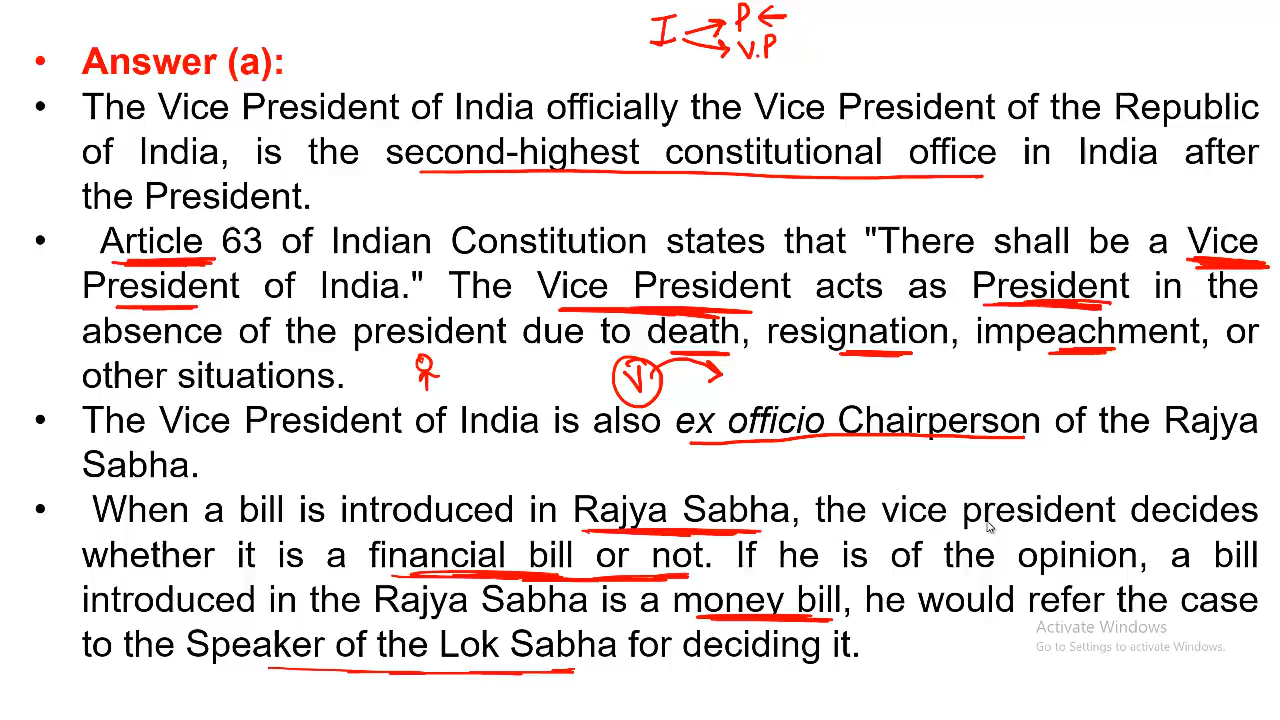 I P
V.P
• Answer (a):
• The Vice President of India officially the Vice President of the Republic
of India, is the second-highest constitutional office in India after
the President.
• Article 63 of Indian Constitution states that "There shall be a Vice
President of India." The Vice President acts as President in the
absence of the president due to death, resignation, impeachment, or
other situations.
V
• The Vice President of India is also ex officio Chairperson of the Rajya
Sabha.
• When a bill is introduced in Rajya Sabha, the vice president decides
whether it is a financial bill or not. If he is of the opinion, a bill
introduced in the Rajya Sabha is a money bill, he would refer the case
to the Speaker of the Lok Sabha for deciding it.
Activate Windows
Go to Settings to activate Windows.